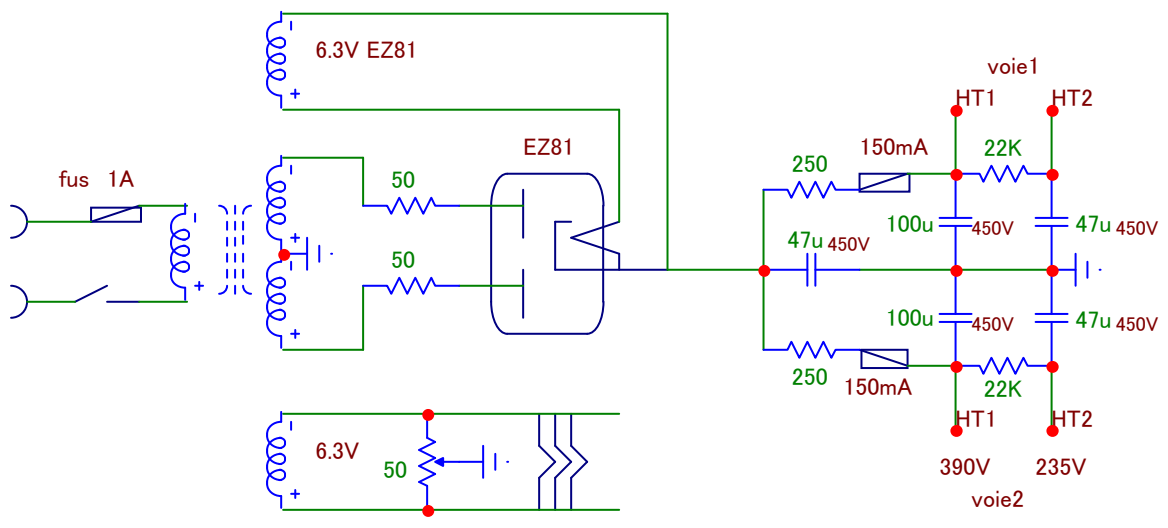 6.3V EZ81
voie1
HT1 HT2
fus 1A
50
EZ81
250
150mA
22K
100u 450V
47u 450V
47u 450V
50
100u 450V
47u 450V
250
150mA
22K
HT1 HT2
6.3V
50
390V 235V
voie2